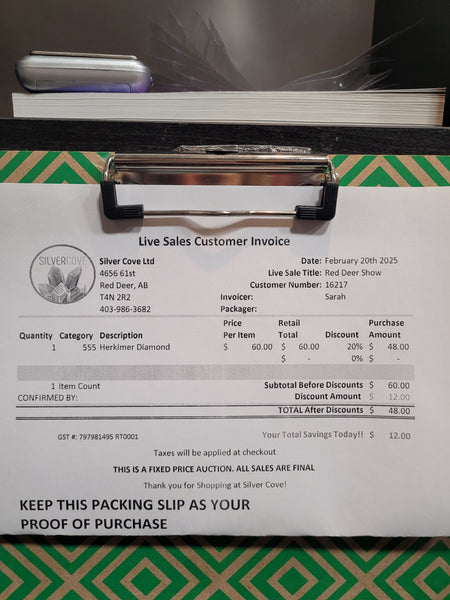 Live Sales Customer Invoice
SILVERCOVE
Silver Cove Ltd
4656 61st
Red Deer, AB
T4N 2R2
403-986-3682
Date: February 20th 2025
Live Sale Title: Red Deer Show
Customer Number: 16217
Invoicer: Sarah
Packager:
Quantity Category Description Price Per Item Retail Total Discount Purchase Amount
1 555 Herkimer Diamond $ 60.00 $ 60.00 20% $ 48.00
$ - 0% $ -
1 Item Count Subtotal Before Discounts $ 60.00
CONFIRMED BY: Discount Amount $ 12.00
TOTAL After Discounts $ 48.00
GST #: 797981495 RT0001 Your Total Savings Today!! $ 12.00
Taxes will be applied at checkout
THIS IS A FIXED PRICE AUCTION. ALL SALES ARE FINAL
Thank you for Shopping at Silver Cove!
KEEP THIS PACKING SLIP AS YOUR
PROOF OF PURCHASE